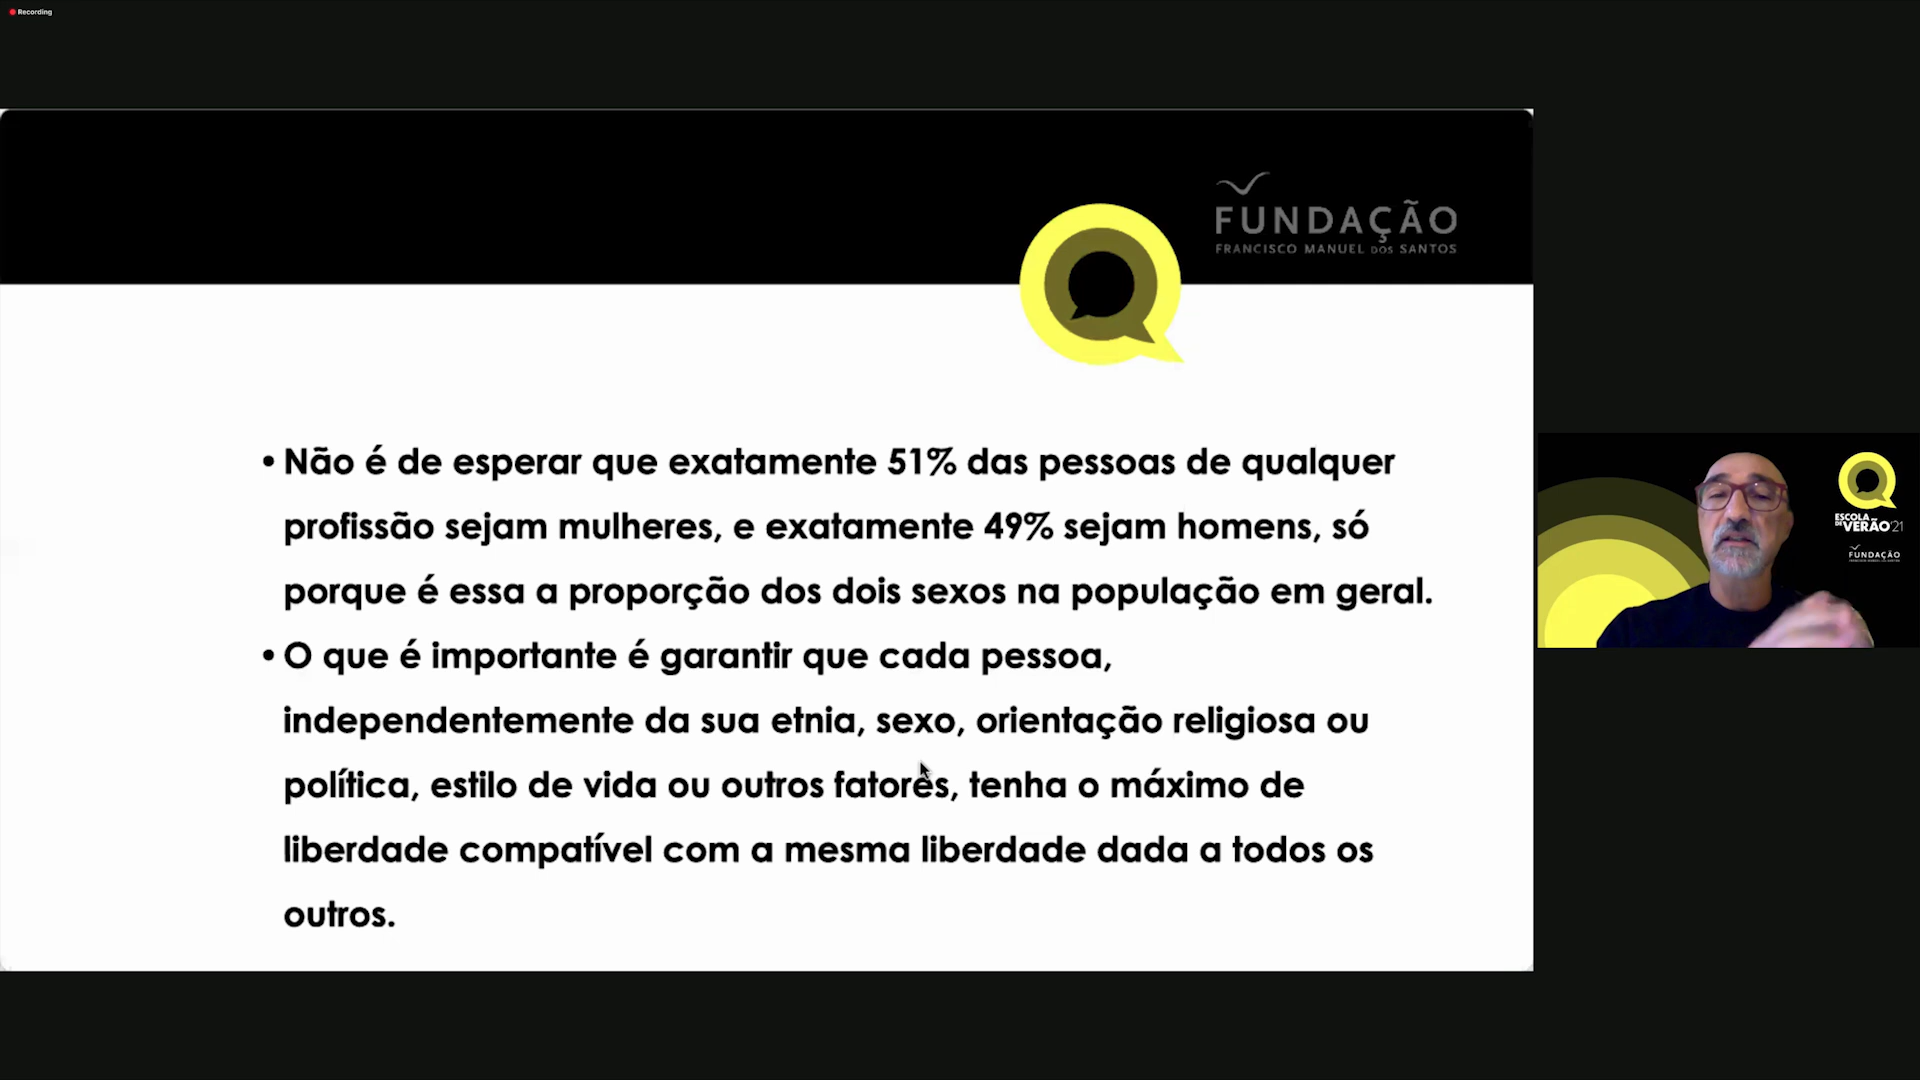 Recording
FUNDAÇÃO
FRANCISCO MANUEL DOS SANTOS
• Não é de esperar que exatamente 51% das pessoas de qualquer
profissão sejam mulheres, e exatamente 49% sejam homens, só
porque é essa a proporção dos dois sexos na população em geral.
• O que é importante é garantir que cada pessoa,
independentemente da sua etnia, sexo, orientação religiosa ou
política, estilo de vida ou outros fatores, tenha o máximo de
liberdade compatível com a mesma liberdade dada a todos os
outros.
ESCOLA
DE VERÃO'21
FUNDAÇÃO